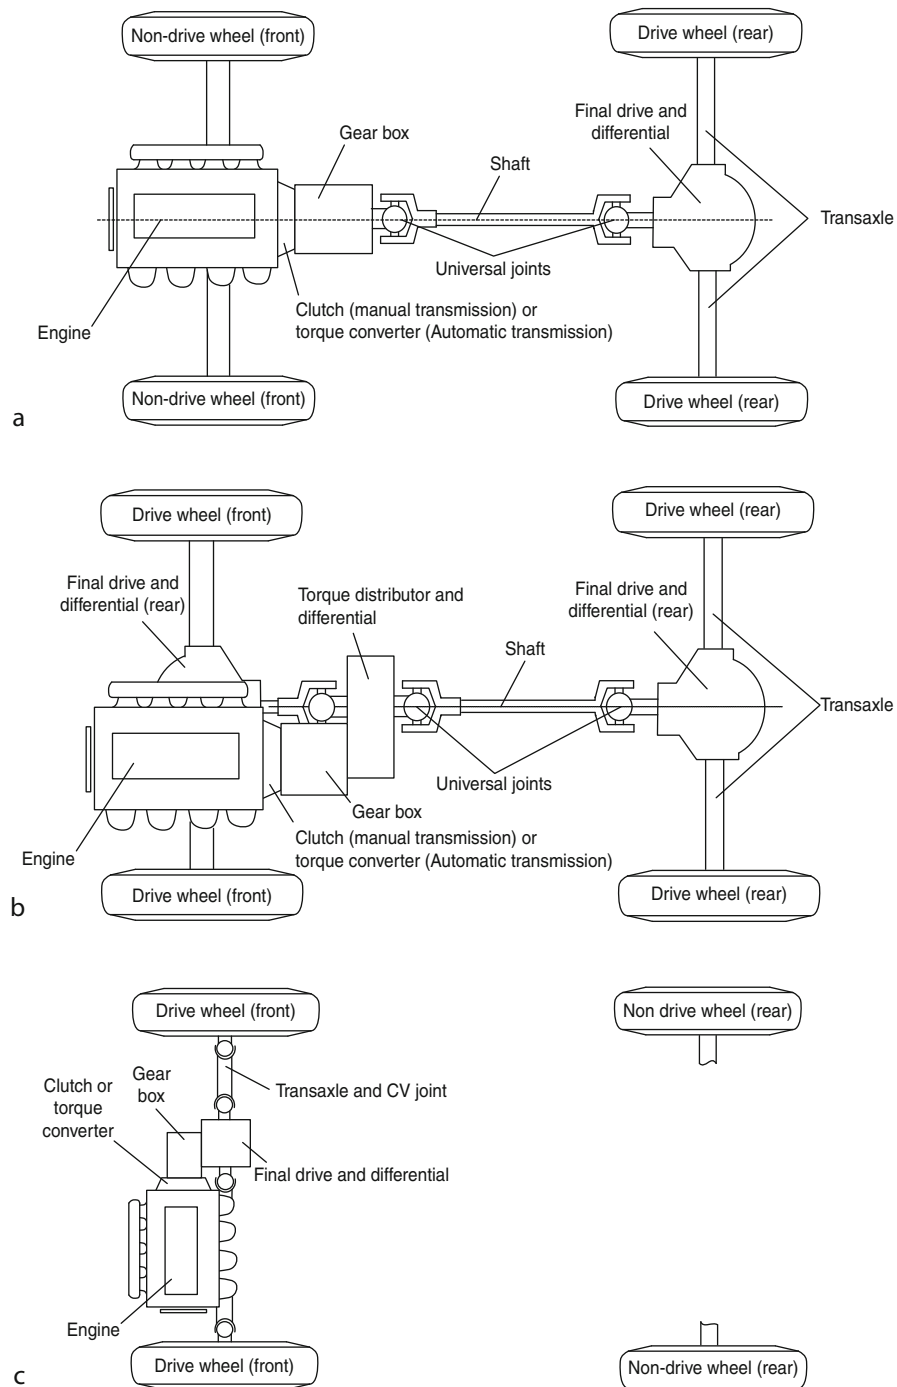 Non-drive wheel (front)
Drive wheel (rear)
Final drive and
differential
Gear box
Shaft
Transaxle
Universal joints
Clutch (manual transmission) or
torque converter (Automatic transmission)
Engine
Non-drive wheel (front)
Drive wheel (rear)
a
Drive wheel (front)
Drive wheel (rear)
Final drive and
differential (rear)
Torque distributor and
differential
Final drive and
differential (rear)
Shaft
Transaxle
Universal joints
Gear box
Clutch (manual transmission) or
torque converter (Automatic transmission)
Engine
Drive wheel (front)
Drive wheel (rear)
b
Drive wheel (front)
Non drive wheel (rear)
Clutch or
torque
converter
Gear
box
Transaxle and CV joint
Final drive and differential
Engine
Drive wheel (front)
Non-drive wheel (rear)
c